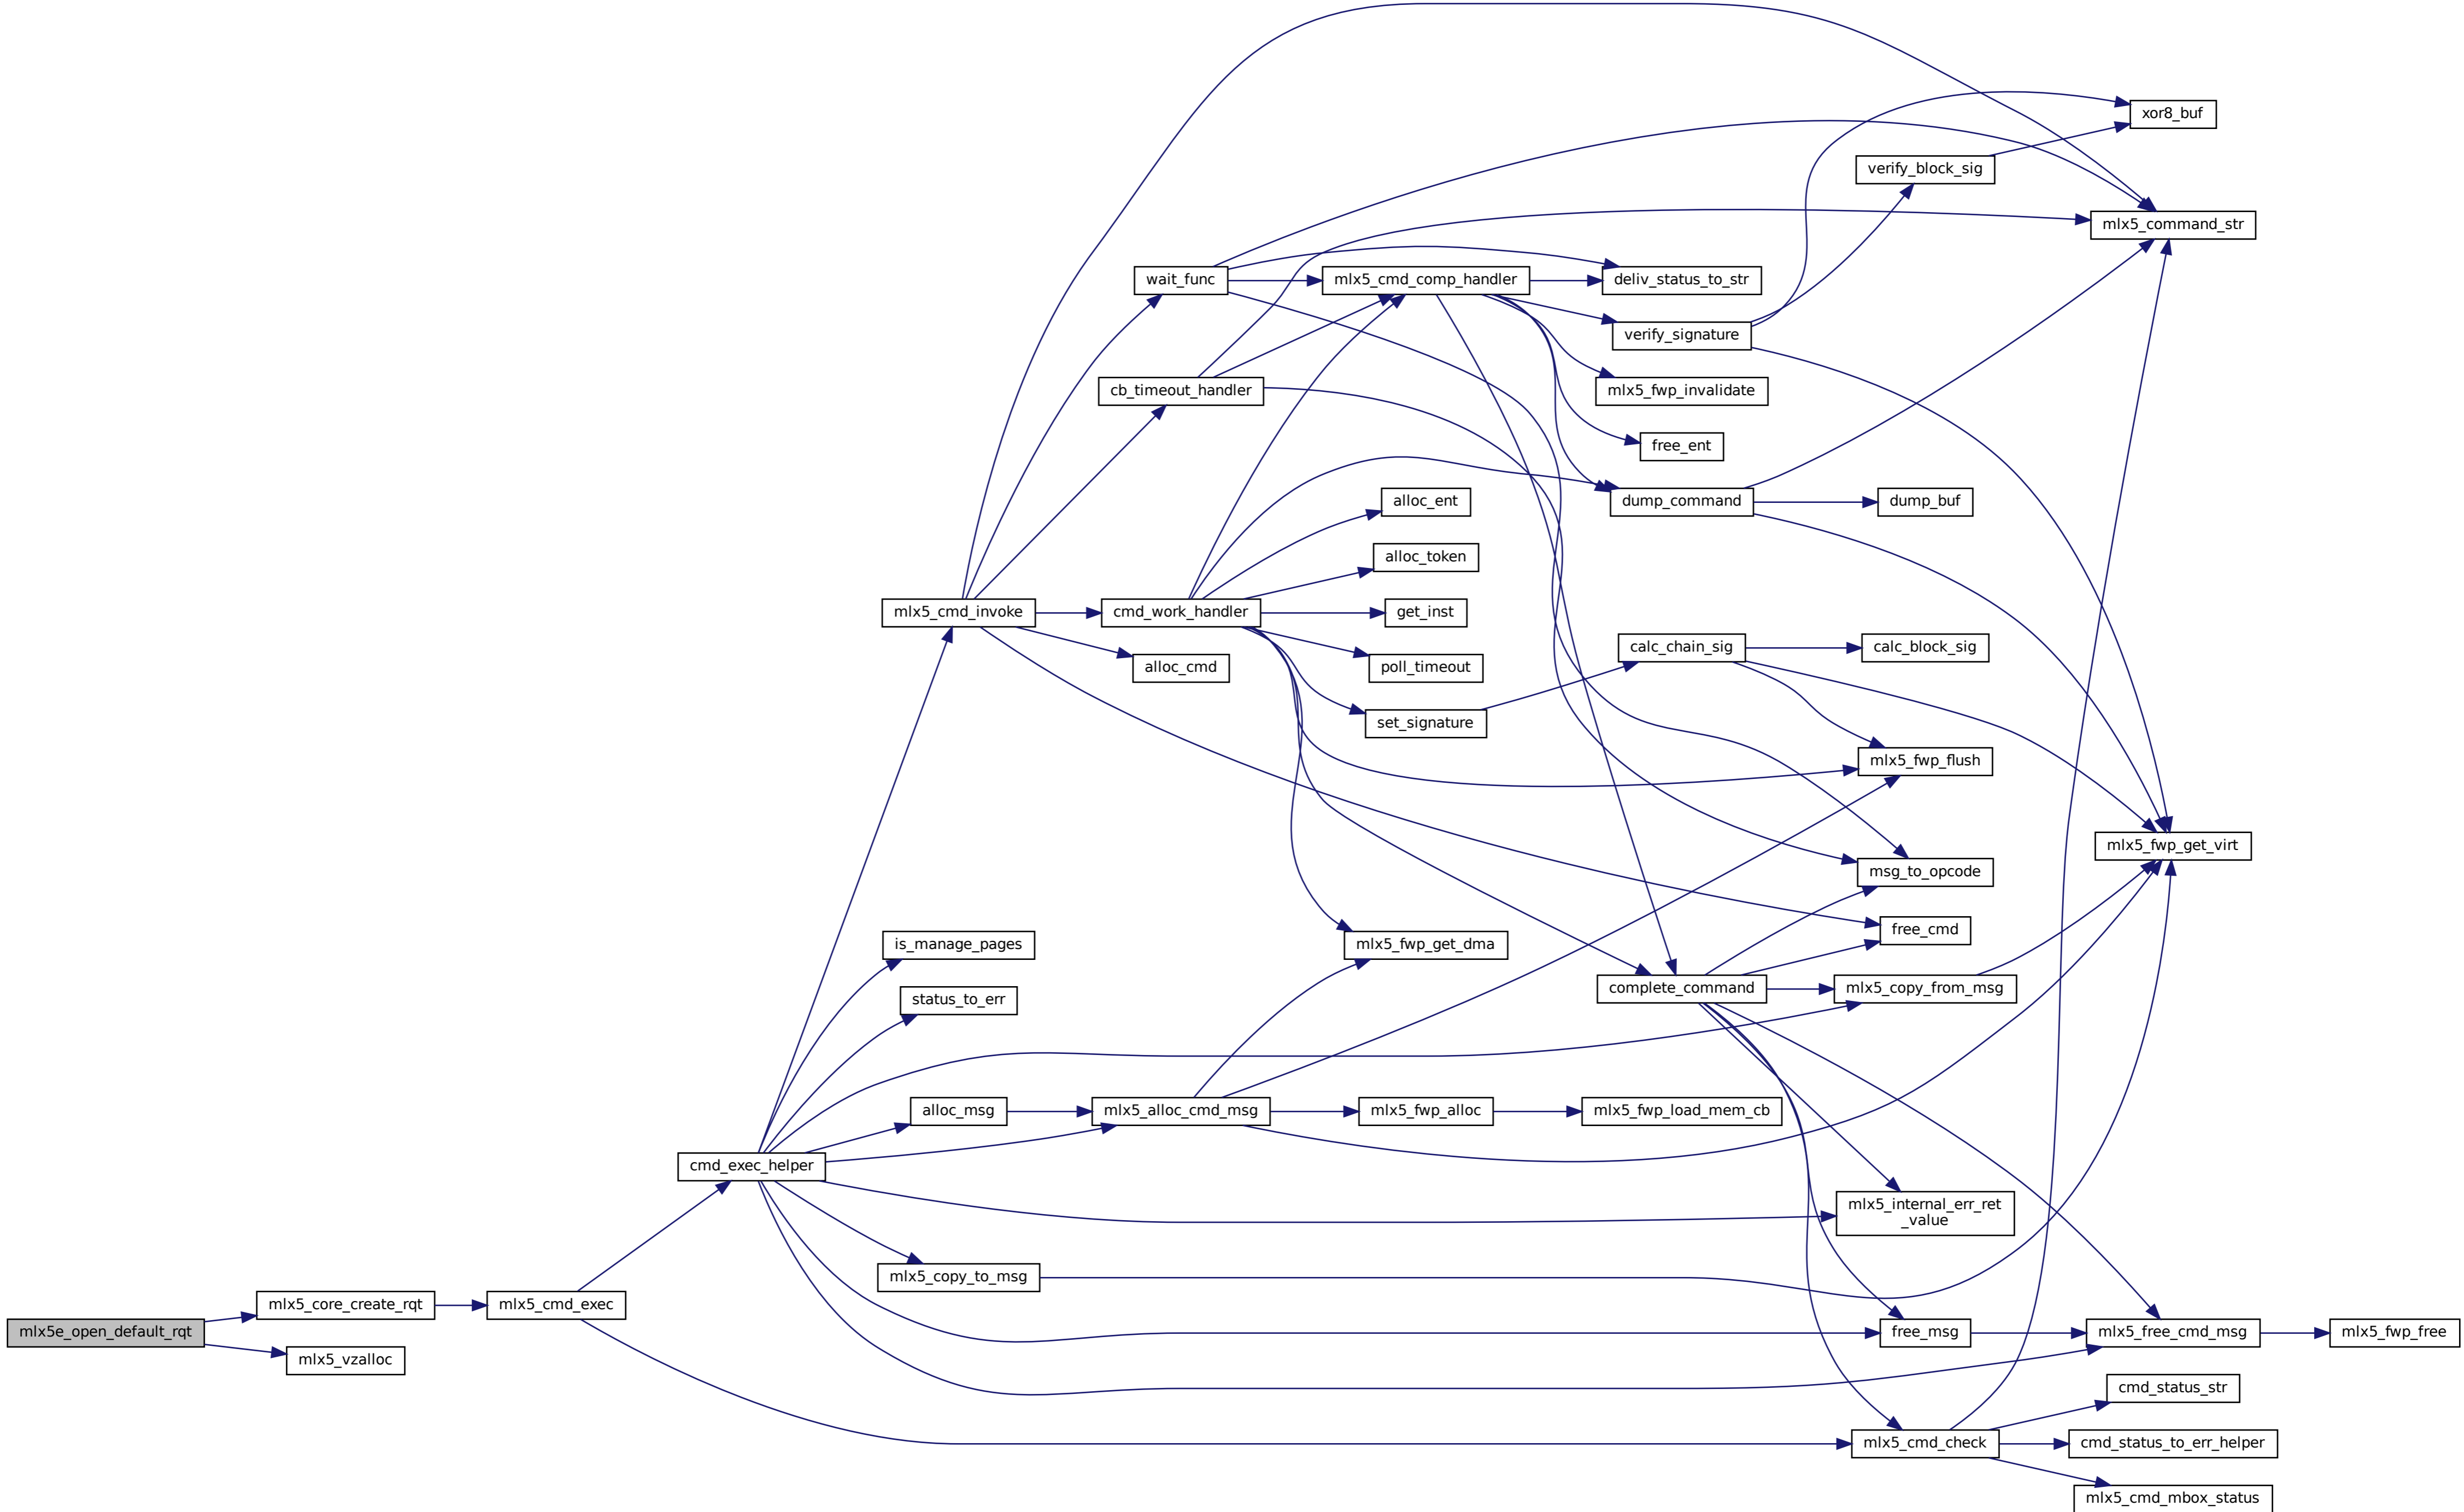 xor8_buf
verify_block_sig
mlx5_command_str
wait_func
mlx5_cmd_comp_handler
deliv_status_to_str
verify_signature
cb_timeout_handler
mlx5_fwp_invalidate
free_ent
alloc_ent
dump_command
dump_buf
alloc_token
mlx5_cmd_invoke
cmd_work_handler
get_inst
calc_chain_sig
calc_block_sig
alloc_cmd
poll_timeout
set_signature
mlx5_fwp_flush
mlx5_fwp_get_virt
msg_to_opcode
free_cmd
is_manage_pages
mlx5_fwp_get_dma
status_to_err
complete_command
mlx5_copy_from_msg
alloc_msg
mlx5_alloc_cmd_msg
mlx5_fwp_alloc
mlx5_fwp_load_mem_cb
cmd_exec_helper
mlx5_internal_err_ret
_value
mlx5_copy_to_msg
mlx5_core_create_rqt
mlx5_cmd_exec
mlx5e_open_default_rqt
free_msg
mlx5_free_cmd_msg
mlx5_fwp_free
mlx5_vzalloc
cmd_status_str
mlx5_cmd_check
cmd_status_to_err_helper
mlx5_cmd_mbox_status